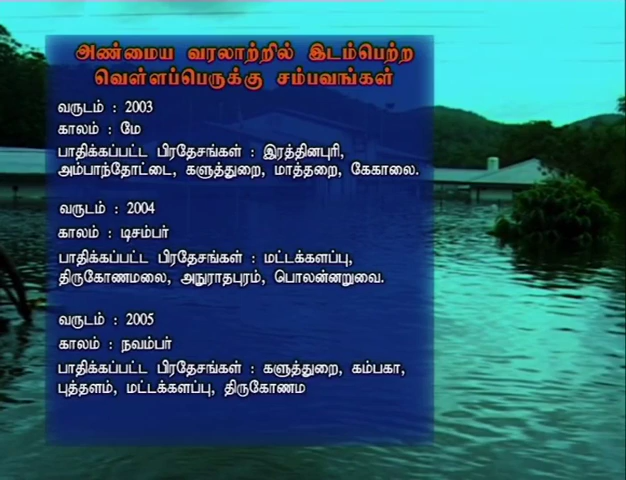 அண்மைய வரலாற்றில் இடம்பெற்ற
வெள்ளப்பெருக்கு சம்பவங்கள்
வருடம் : 2003
காலம் : மே
பாதிக்கப்பட்ட பிரதேசங்கள் : இரத்தினபுரி,
அம்பாந்தோட்டை, களுத்துறை, மாத்தறை, கேகாலை.
வருடம் : 2004
காலம் : டிசம்பர்
பாதிக்கப்பட்ட பிரதேசங்கள் : மட்டக்களப்பு,
திருகோணமலை, அநுராதபுரம், பொலன்னறுவை.
வருடம் : 2005
காலம் : நவம்பர்
பாதிக்கப்பட்ட பிரதேசங்கள் : களுத்துறை, கம்பகா,
புத்தளம், மட்டக்களப்பு, திருகோணம